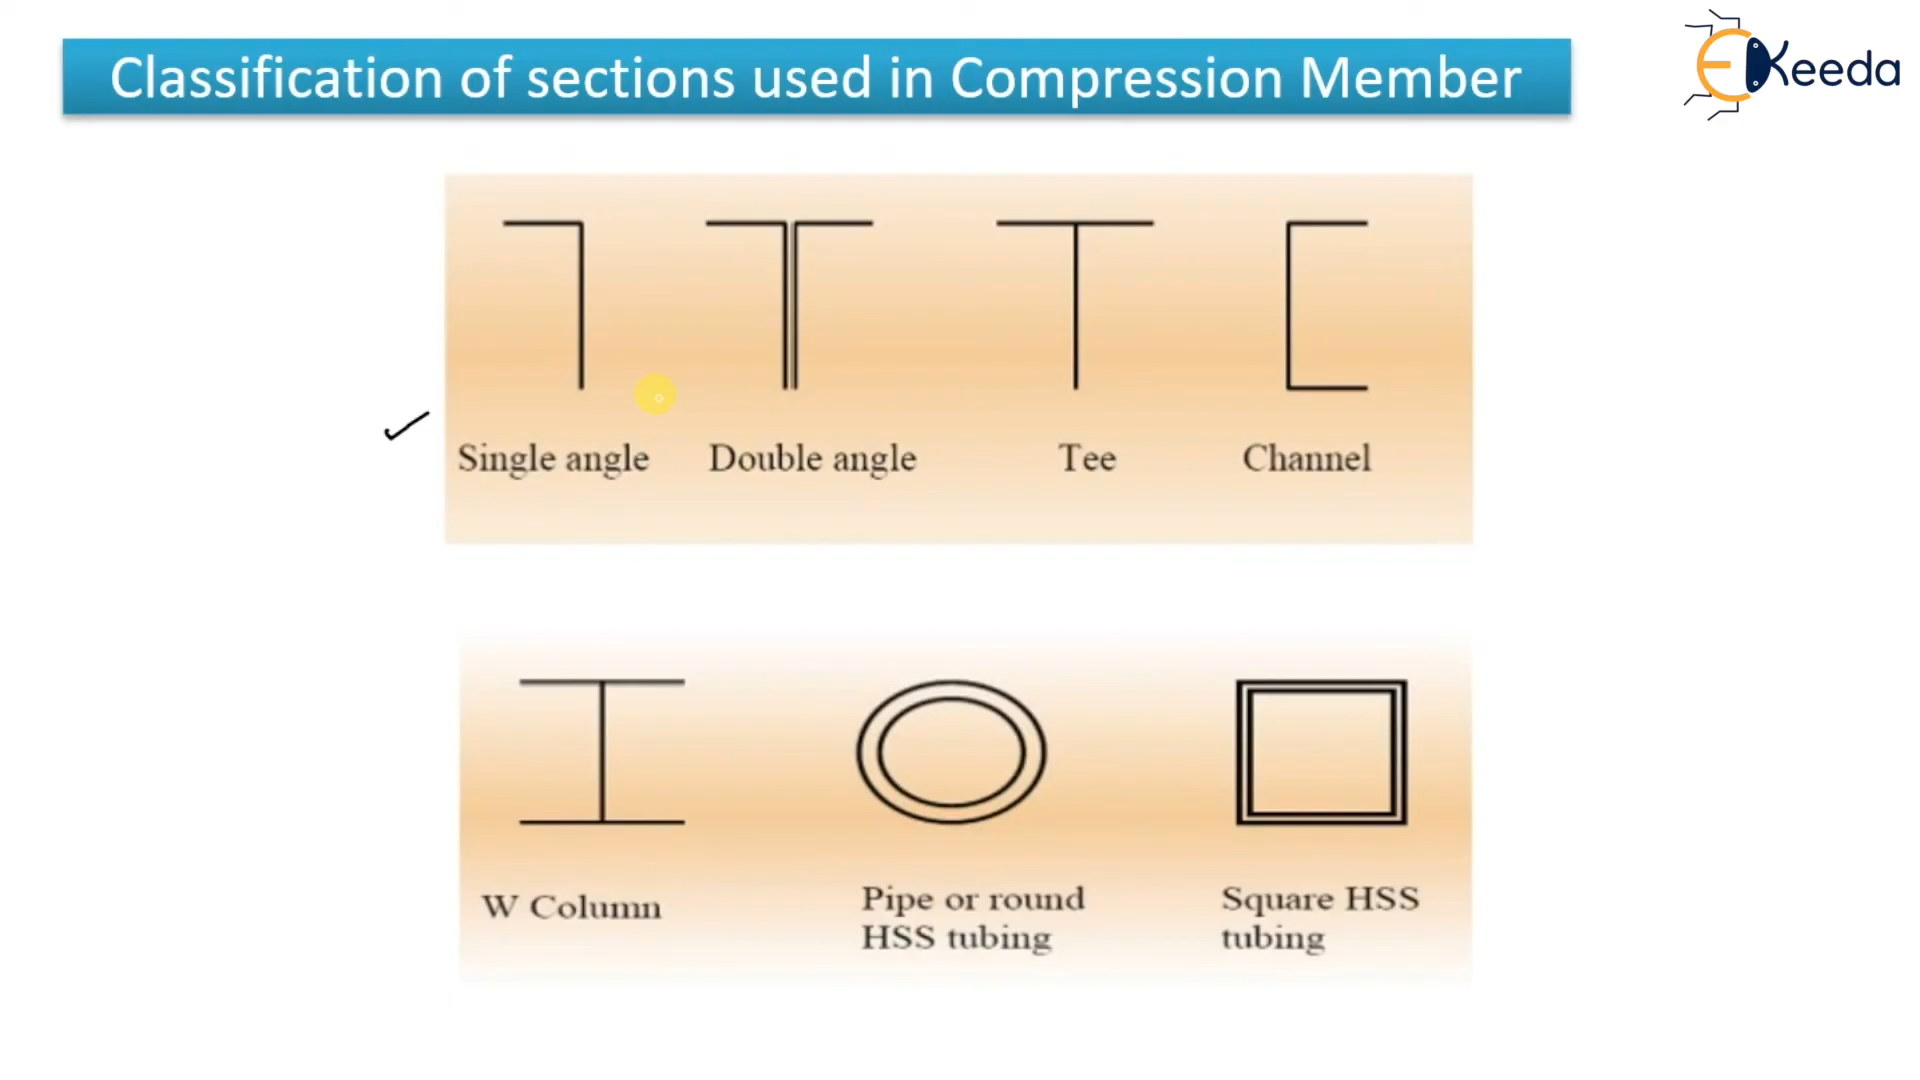 Classification of sections used in Compression Member
EKeeda
Single angle Double angle Tee Channel
W Column
Pipe or round
HSS tubing
Square HSS
tubing